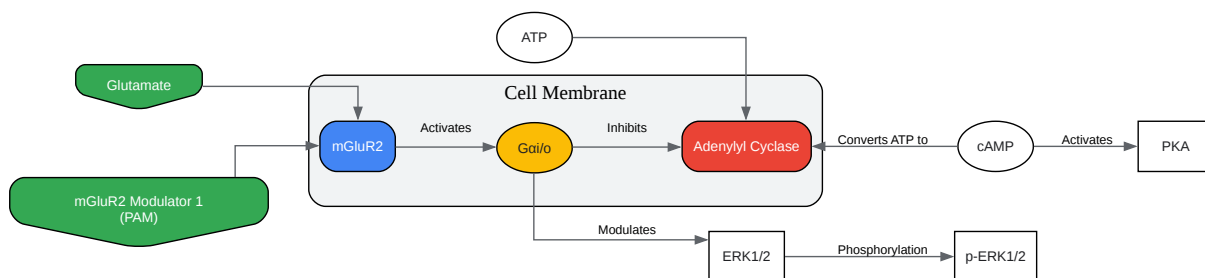 ATP
Glutamate
Cell Membrane
mGluR2
Activates
Gαi/o
Inhibits
Adenylyl Cyclase
Converts ATP to
cAMP
Activates
PKA
mGluR2 Modulator 1
(PAM)
Modulates
ERK1/2
Phosphorylation
p-ERK1/2